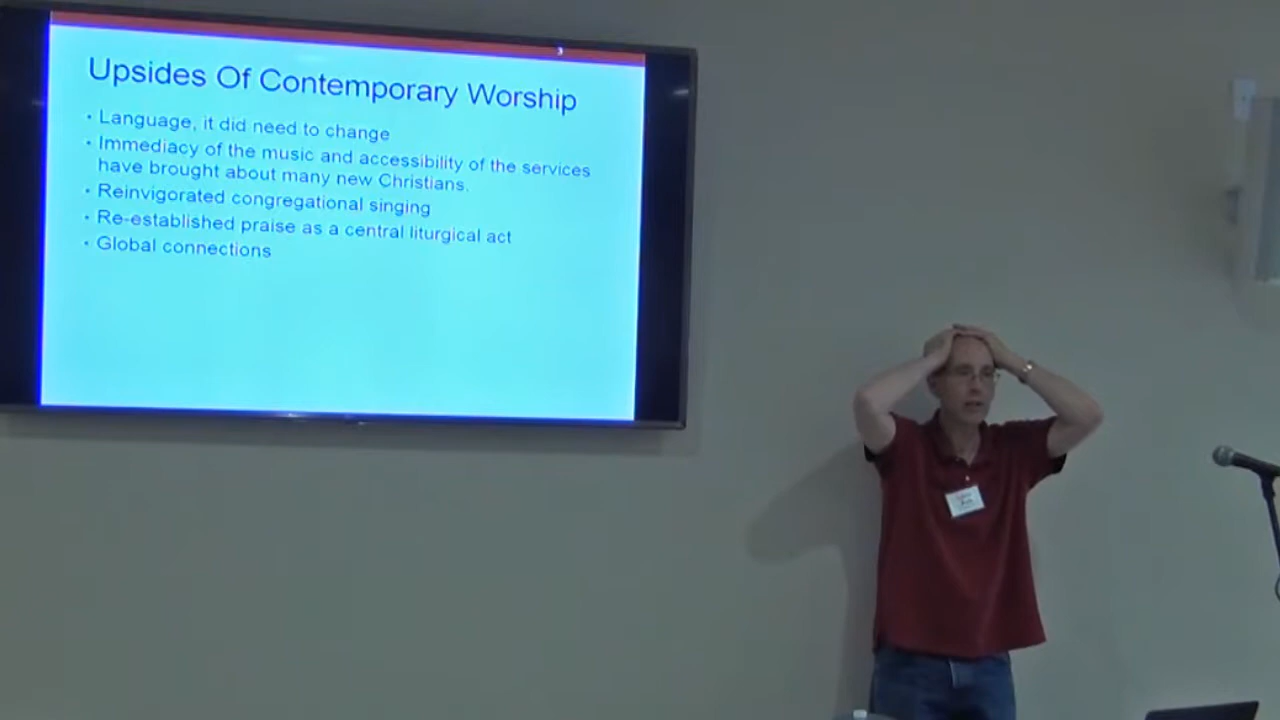 3
Upsides Of Contemporary Worship
• Language, it did need to change
• Immediacy of the music and accessibility of the services
have brought about many new Christians.
• Reinvigorated congregational singing
• Re-established praise as a central liturgical act
• Global connections